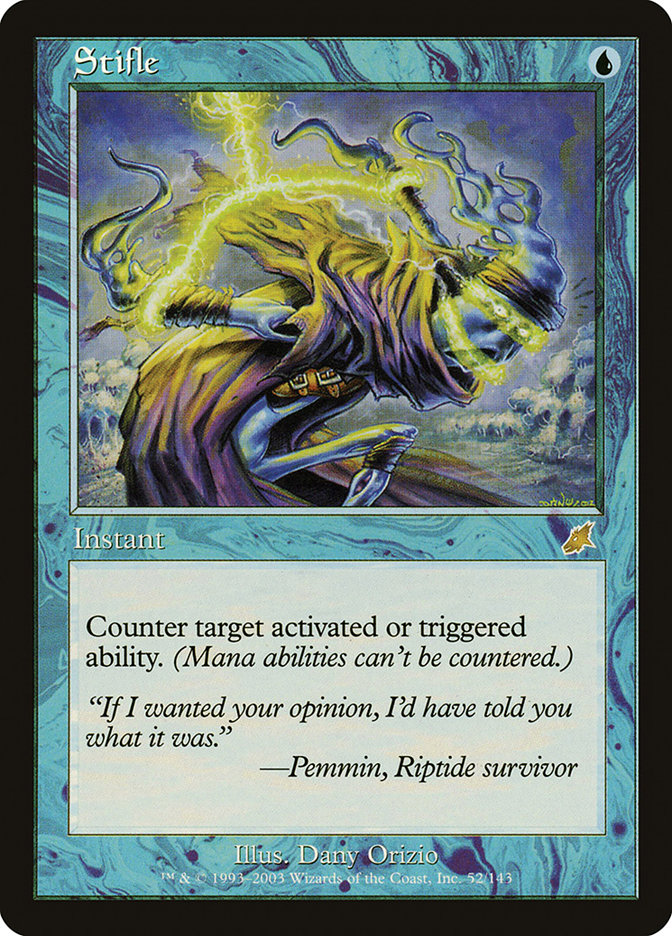 Stifle
Instant
Counter target activated or triggered
ability. (Mana abilities can't be countered.)
“If I wanted your opinion, I'd have told you
what it was.”
—Pemmin, Riptide survivor
Illus. Dany Orizio
™ & © 1993–2003 Wizards of the Coast, Inc. 52/143